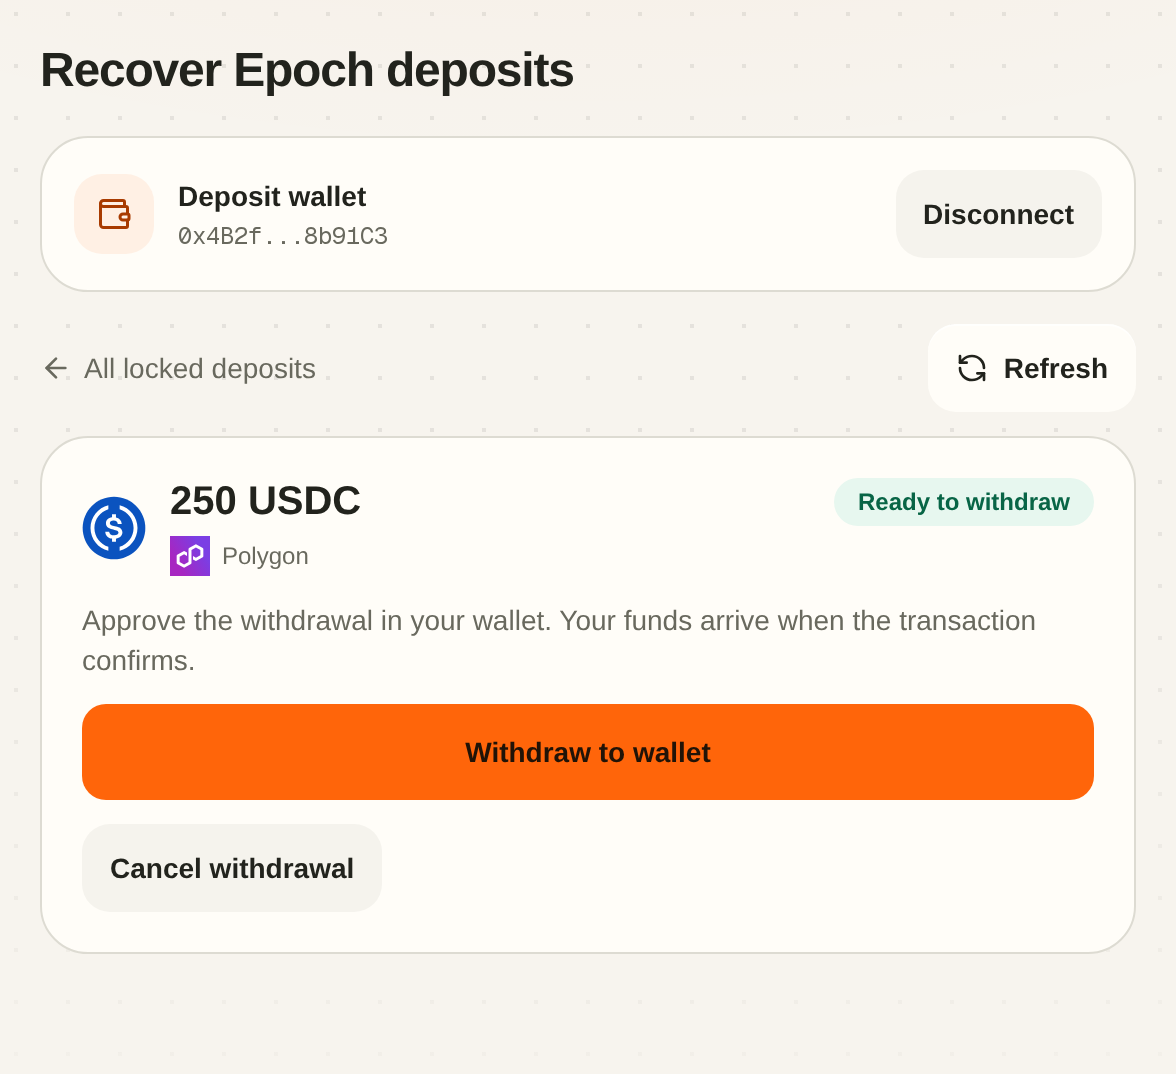 Recover Epoch deposits
Deposit wallet
0x4B2f...8b91C3
Disconnect
All locked deposits
Refresh
250 USDC
Ready to withdraw
Polygon
Approve the withdrawal in your wallet. Your funds arrive when the transaction
confirms.
Withdraw to wallet
Cancel withdrawal